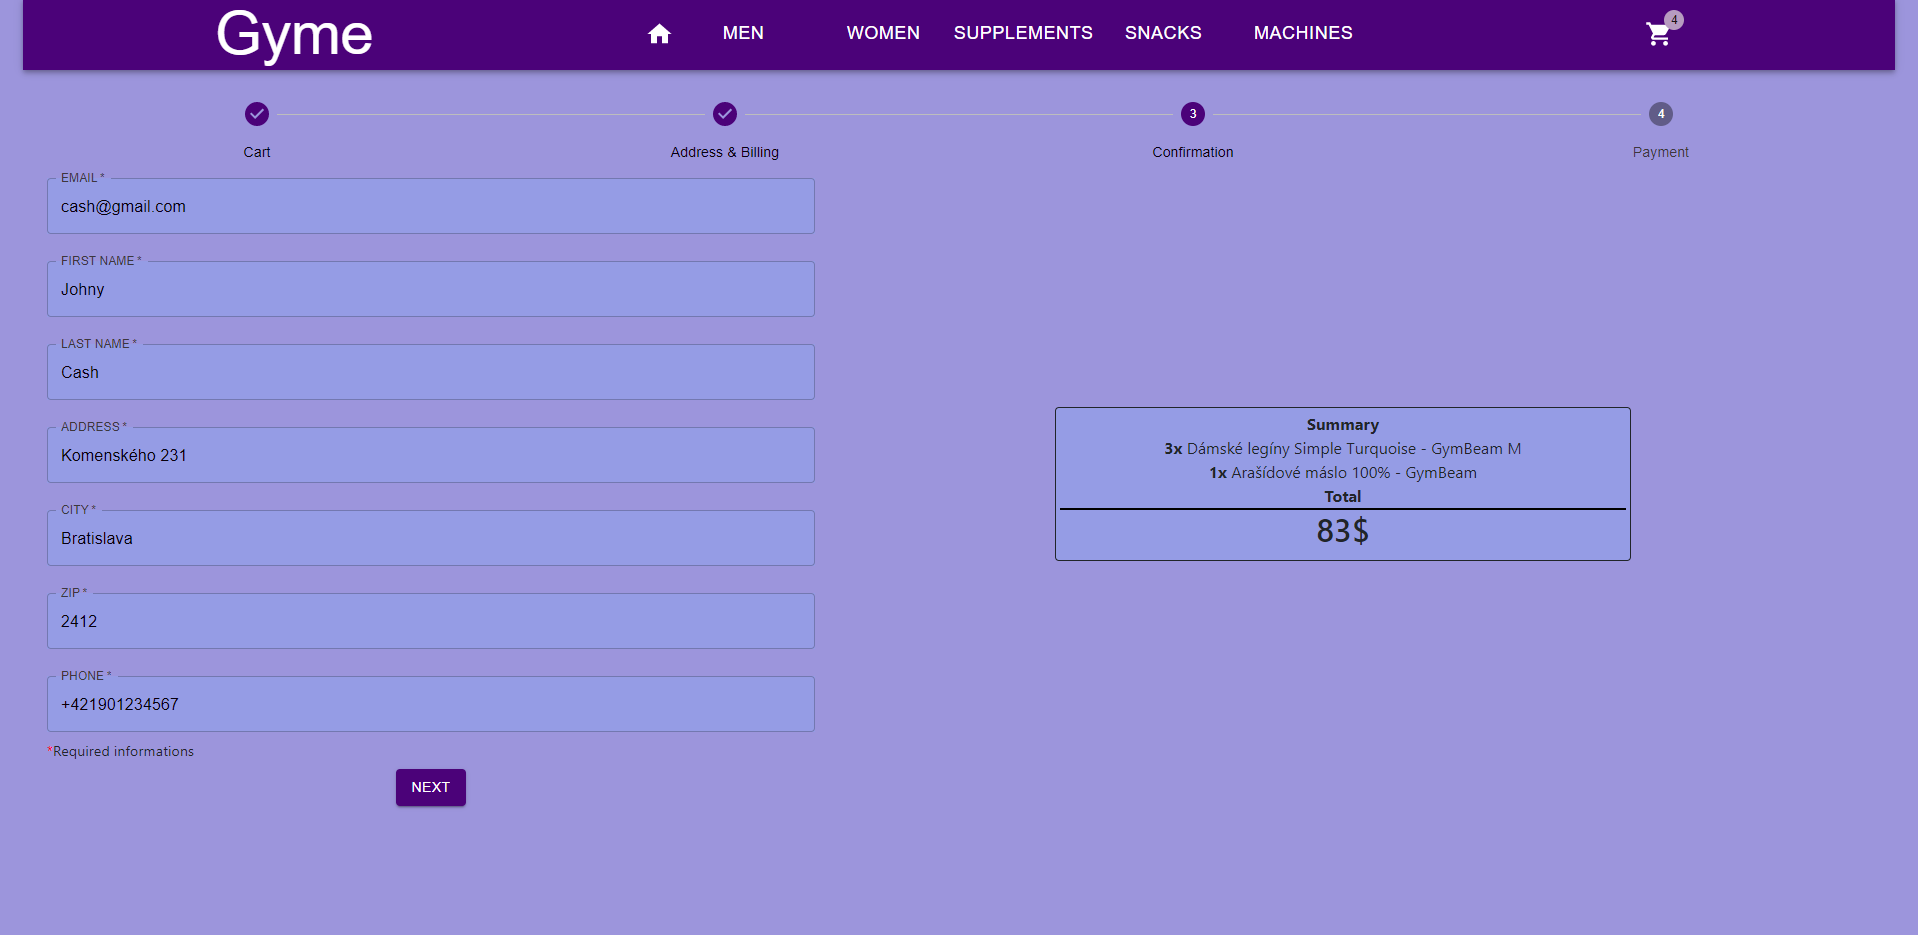 Gyme
MEN WOMEN SUPPLEMENTS SNACKS MACHINES
4
3
4
Cart
Address & Billing
Confirmation
Payment
EMAIL *
cash@gmail.com
FIRST NAME *
Johny
LAST NAME *
Cash
ADDRESS *
Komenského 231
CITY *
Bratislava
ZIP *
2412
PHONE *
+421901234567
*Required informations
NEXT
Summary
3x Dámské legíny Simple Turquoise - GymBeam M
1x Arašídové máslo 100% - GymBeam
Total
83$